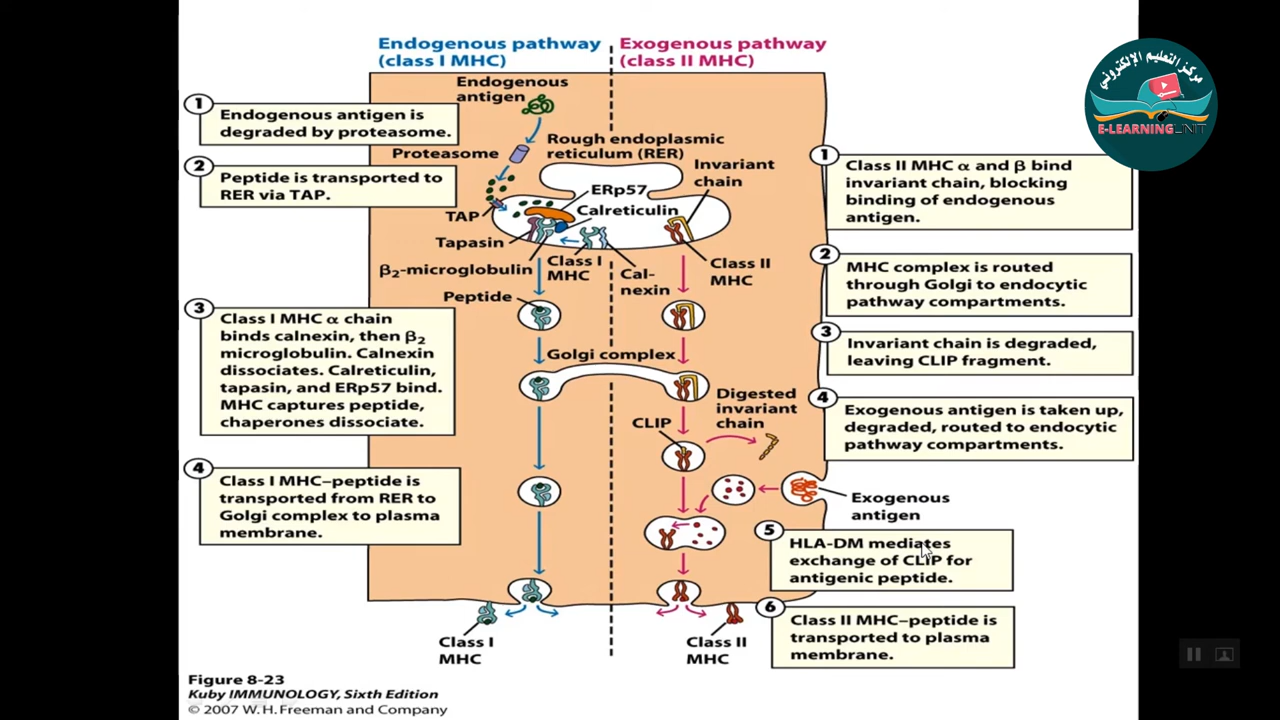 Endogenous pathway
(class I MHC)
Exogenous pathway
(class II MHC)
مركز التعليم الإلكتروني
E-LEARNING UNIT
Endogenous
antigen
1
Endogenous antigen is
degraded by proteasome.
Proteasome
Rough endoplasmic
reticulum (RER)
Invariant
chain
2
Peptide is transported to
RER via TAP.
ERp57
Calreticulin
TAP
Tapasin
β2-microglobulin
Class I
MHC
Cal-
nexin
Class II
MHC
Peptide
3
Class I MHC α chain
binds calnexin, then β2
microglobulin. Calnexin
dissociates. Calreticulin,
tapasin, and ERp57 bind.
MHC captures peptide,
chaperones dissociate.
Golgi complex
Digested
invariant
chain
CLIP
4
Class I MHC–peptide is
transported from RER to
Golgi complex to plasma
membrane.
Exogenous
antigen
Class I
MHC
Class II
MHC
1
Class II MHC α and β bind
invariant chain, blocking
binding of endogenous
antigen.
2
MHC complex is routed
through Golgi to endocytic
pathway compartments.
3
Invariant chain is degraded,
leaving CLIP fragment.
4
Exogenous antigen is taken up,
degraded, routed to endocytic
pathway compartments.
5
HLA-DM mediates
exchange of CLIP for
antigenic peptide.
6
Class II MHC–peptide is
transported to plasma
membrane.
Figure 8-23
Kuby IMMUNOLOGY, Sixth Edition
© 2007 W. H. Freeman and Company